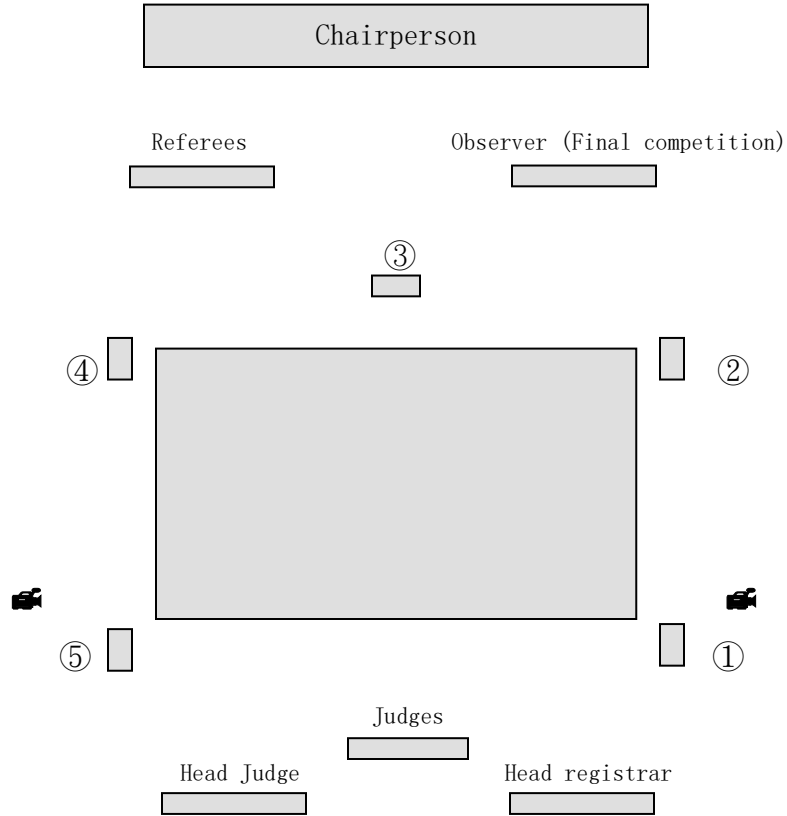 Chairperson
Referees
Observer (Final competition)
③
④
②
⑤
①
Judges
Head Judge
Head registrar